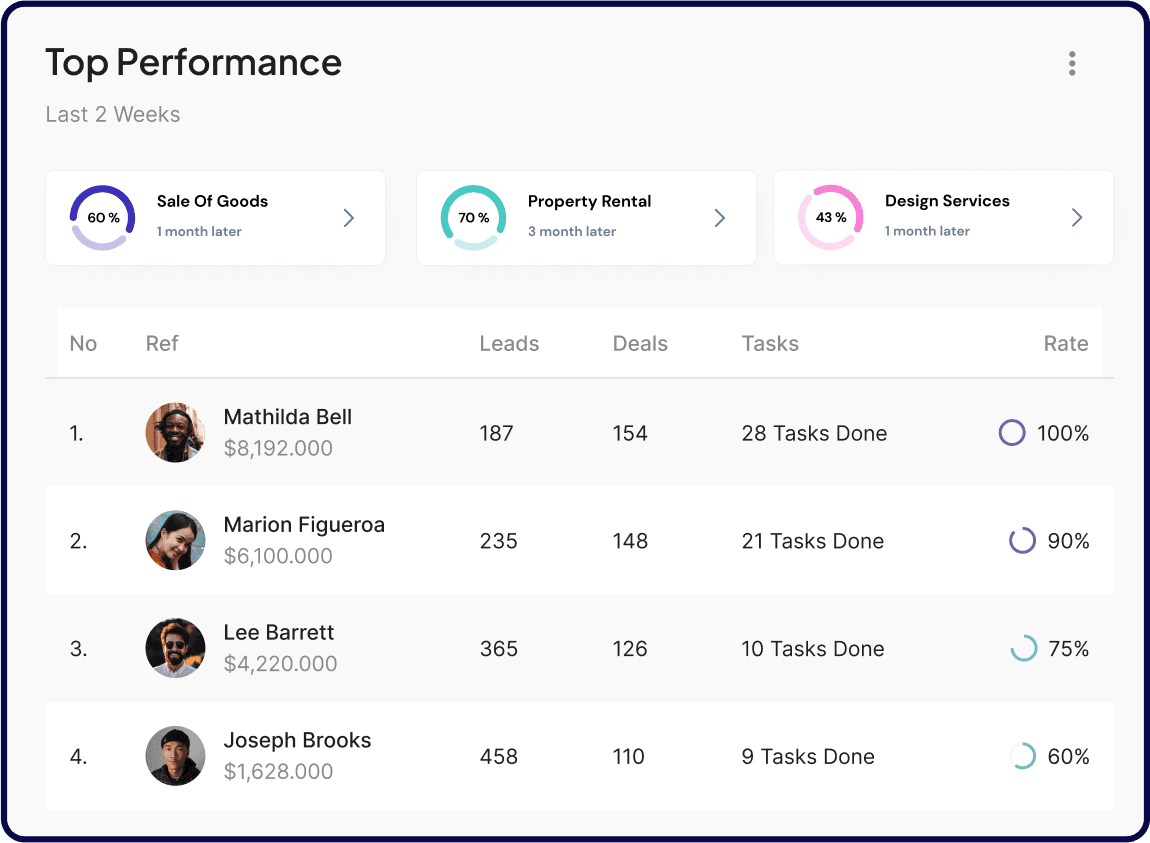 Top Performance
Last 2 Weeks
60 %
Sale Of Goods
1 month later
70 %
Property Rental
3 month later
43 %
Design Services
1 month later
No Ref Leads Deals Tasks Rate
1. Mathilda Bell 187 154 28 Tasks Done 100%
$8,192.000
2. Marion Figueroa 235 148 21 Tasks Done 90%
$6,100.000
3. Lee Barrett 365 126 10 Tasks Done 75%
$4,220.000
4. Joseph Brooks 458 110 9 Tasks Done 60%
$1,628.000